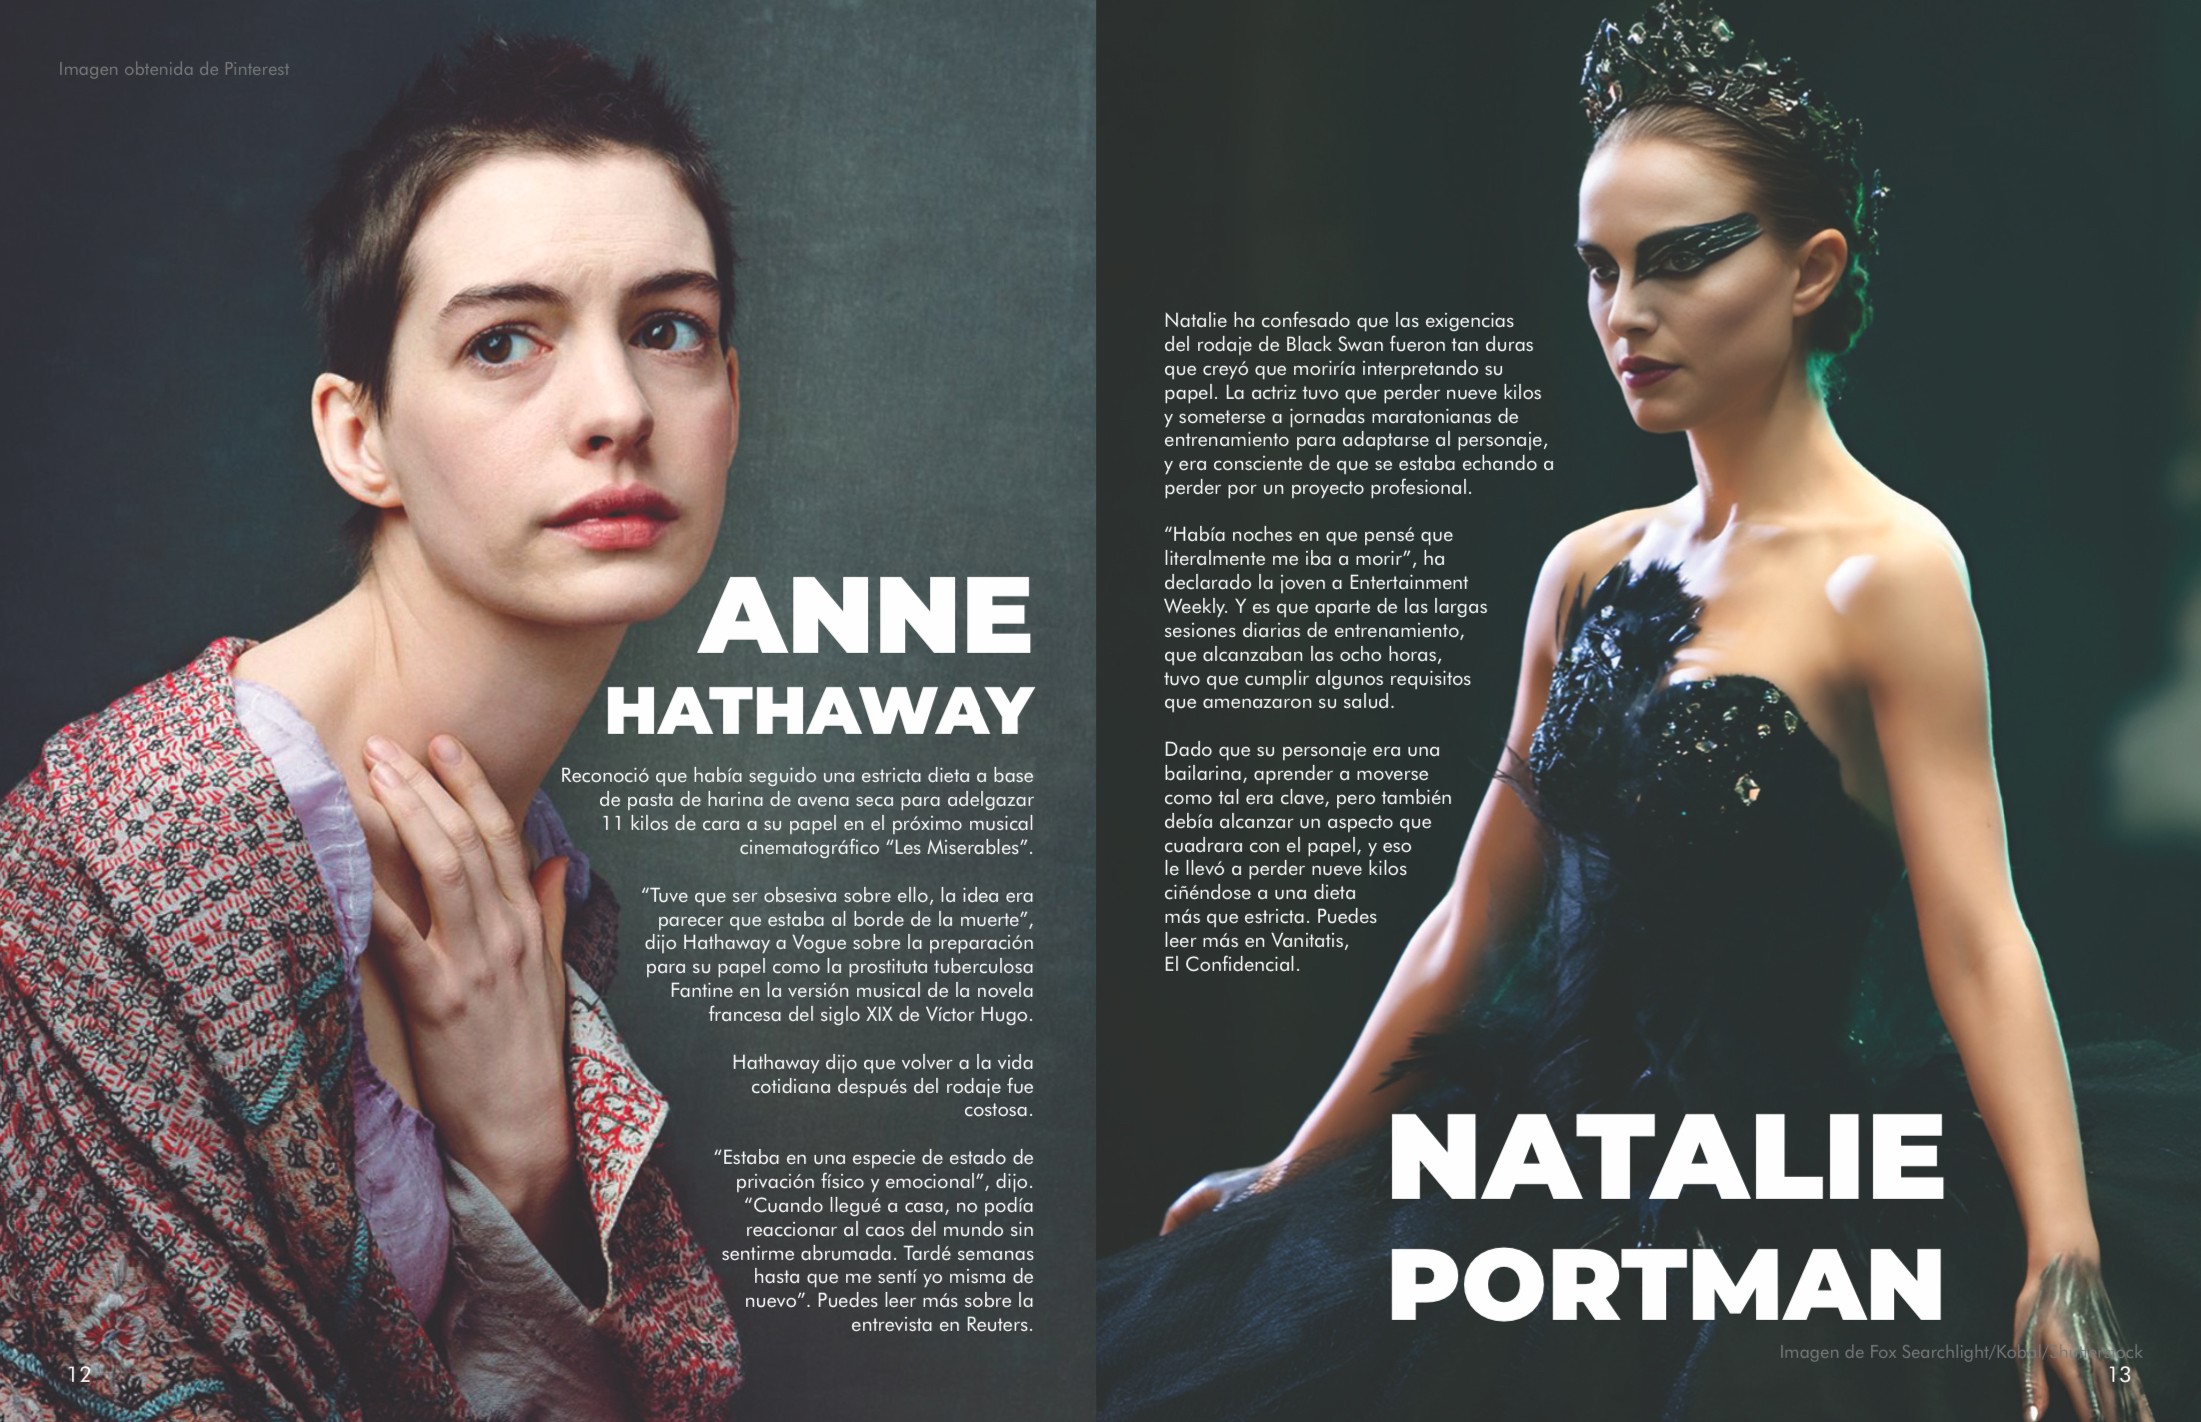 Imagen obtenida de Pinterest
ANNE
HATHAWAY
Reconoció que había seguido una estricta dieta a base
de pasta de harina de avena seca para adelgazar
11 kilos de cara a su papel en el próximo musical
cinematográfico “Les Miserables”.
“Tuve que ser obsesiva sobre ello, la idea era
parecer que estaba al borde de la muerte”,
dijo Hathaway a Vogue sobre la preparación
para su papel como la prostituta tuberculosa
Fantine en la versión musical de la novela
francesa del siglo XIX de Víctor Hugo.
Hathaway dijo que volver a la vida
cotidiana después del rodaje fue
costosa.
“Estaba en una especie de estado de
privación físico y emocional”, dijo.
“Cuando llegué a casa, no podía
reaccionar al caos del mundo sin
sentirme abrumada. Tardé semanas
hasta que me sentí yo misma de
nuevo”. Puedes leer más sobre la
entrevista en Reuters.
12
Natalie ha confesado que las exigencias
del rodaje de Black Swan fueron tan duras
que creyó que moriría interpretando su
papel. La actriz tuvo que perder nueve kilos
y someterse a jornadas maratonianas de
entrenamiento para adaptarse al personaje,
y era consciente de que se estaba echando a
perder por un proyecto profesional.
“Había noches en que pensé que
literalmente me iba a morir”, ha
declarado la joven a Entertainment
Weekly. Y es que aparte de las largas
sesiones diarias de entrenamiento,
que alcanzaban las ocho horas,
tuvo que cumplir algunos requisitos
que amenazaron su salud.
Dado que su personaje era una
bailarina, aprender a moverse
como tal era clave, pero también
debía alcanzar un aspecto que
cuadrara con el papel, y eso
le llevó a perder nueve kilos
ciñéndose a una dieta
más que estricta. Puedes
leer más en Vanitatis,
El Confidencial.
NATALIE
PORTMAN
Imagen de Fox Searchlight/Kobal/Shutterstock
13